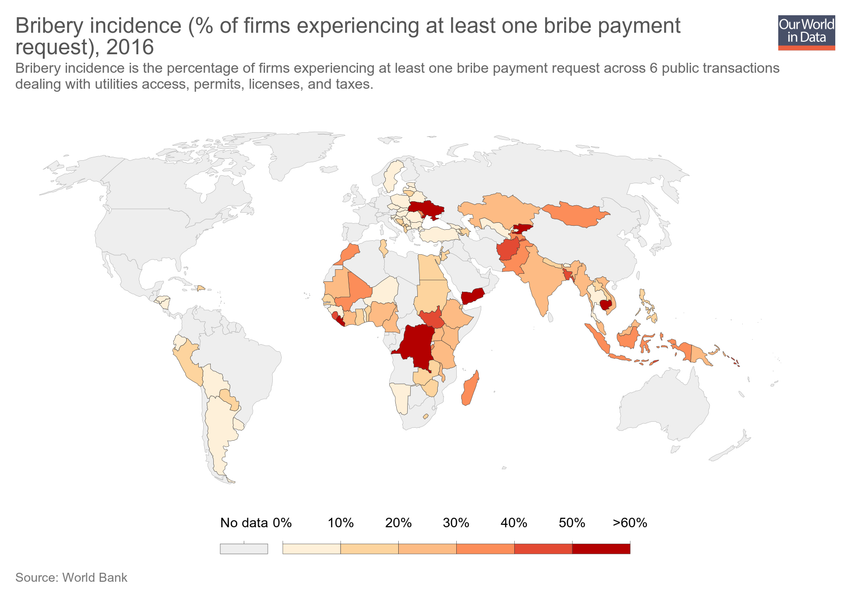 Bribery incidence (% of firms experiencing at least one bribe payment
request), 2016
Our World
in Data
Bribery incidence is the percentage of firms experiencing at least one bribe payment request across 6 public transactions
dealing with utilities access, permits, licenses, and taxes.
No data 0% 10% 20% 30% 40% 50% >60%
Source: World Bank